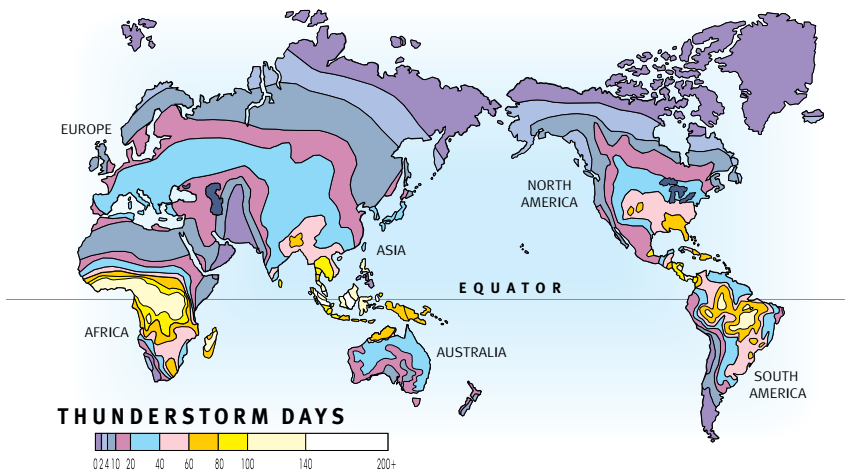 EUROPE
NORTH
AMERICA
ASIA
EQUATOR
AFRICA
AUSTRALIA
SOUTH
AMERICA
THUNDERSTORM DAYS
0 2 4 10 20 40 60 80 100 140 200+